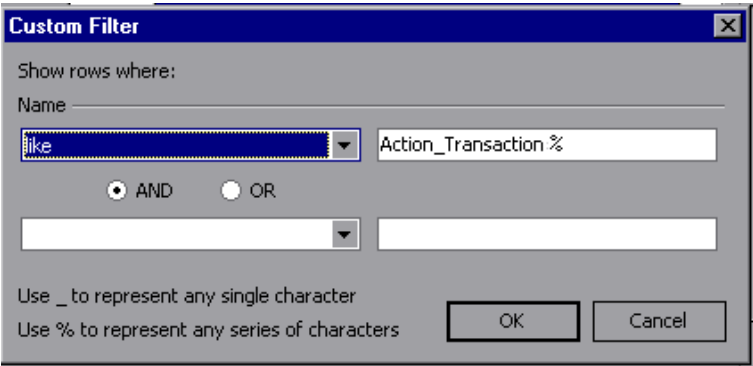 Custom Filter
Show rows where:
Name
like
Action_Transaction %
AND OR
Use _ to represent any single character
Use % to represent any series of characters
OK Cancel